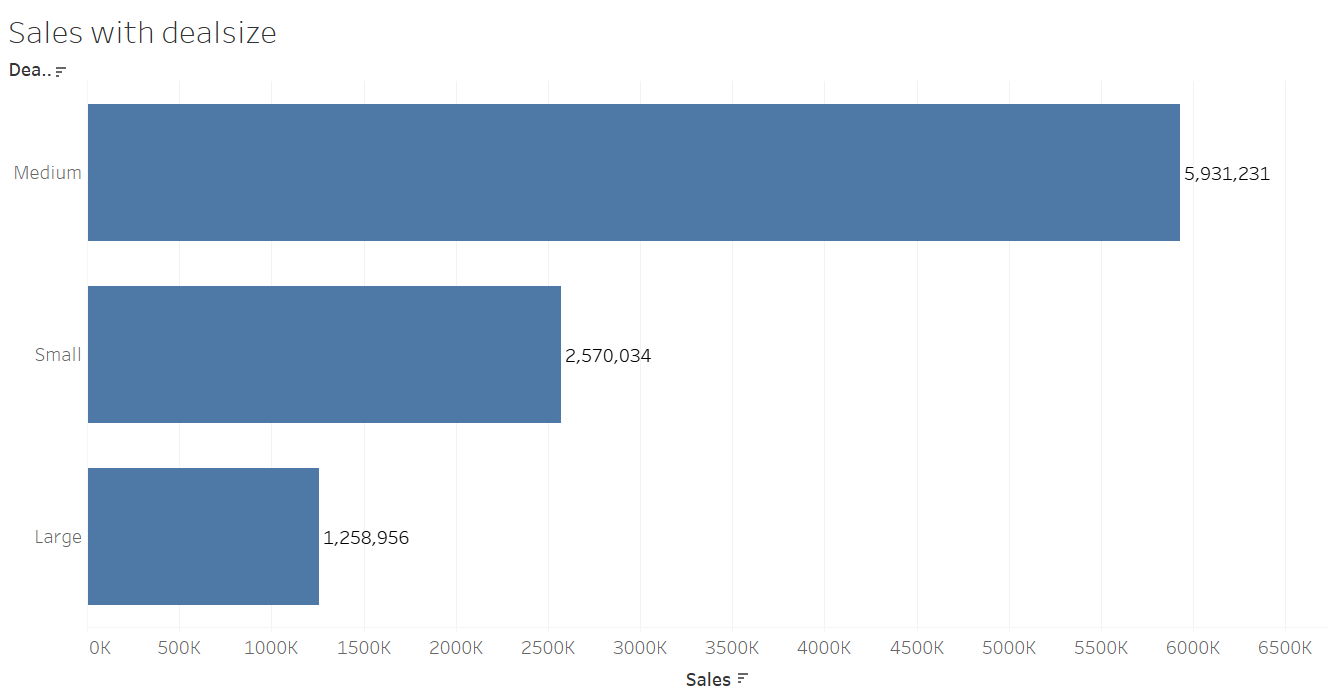 Sales with dealsize
Dea..
Medium
5,931,231
Small
2,570,034
Large
1,258,956
0K 500K 1000K 1500K 2000K 2500K 3000K 3500K 4000K 4500K 5000K 5500K 6000K 6500K
Sales